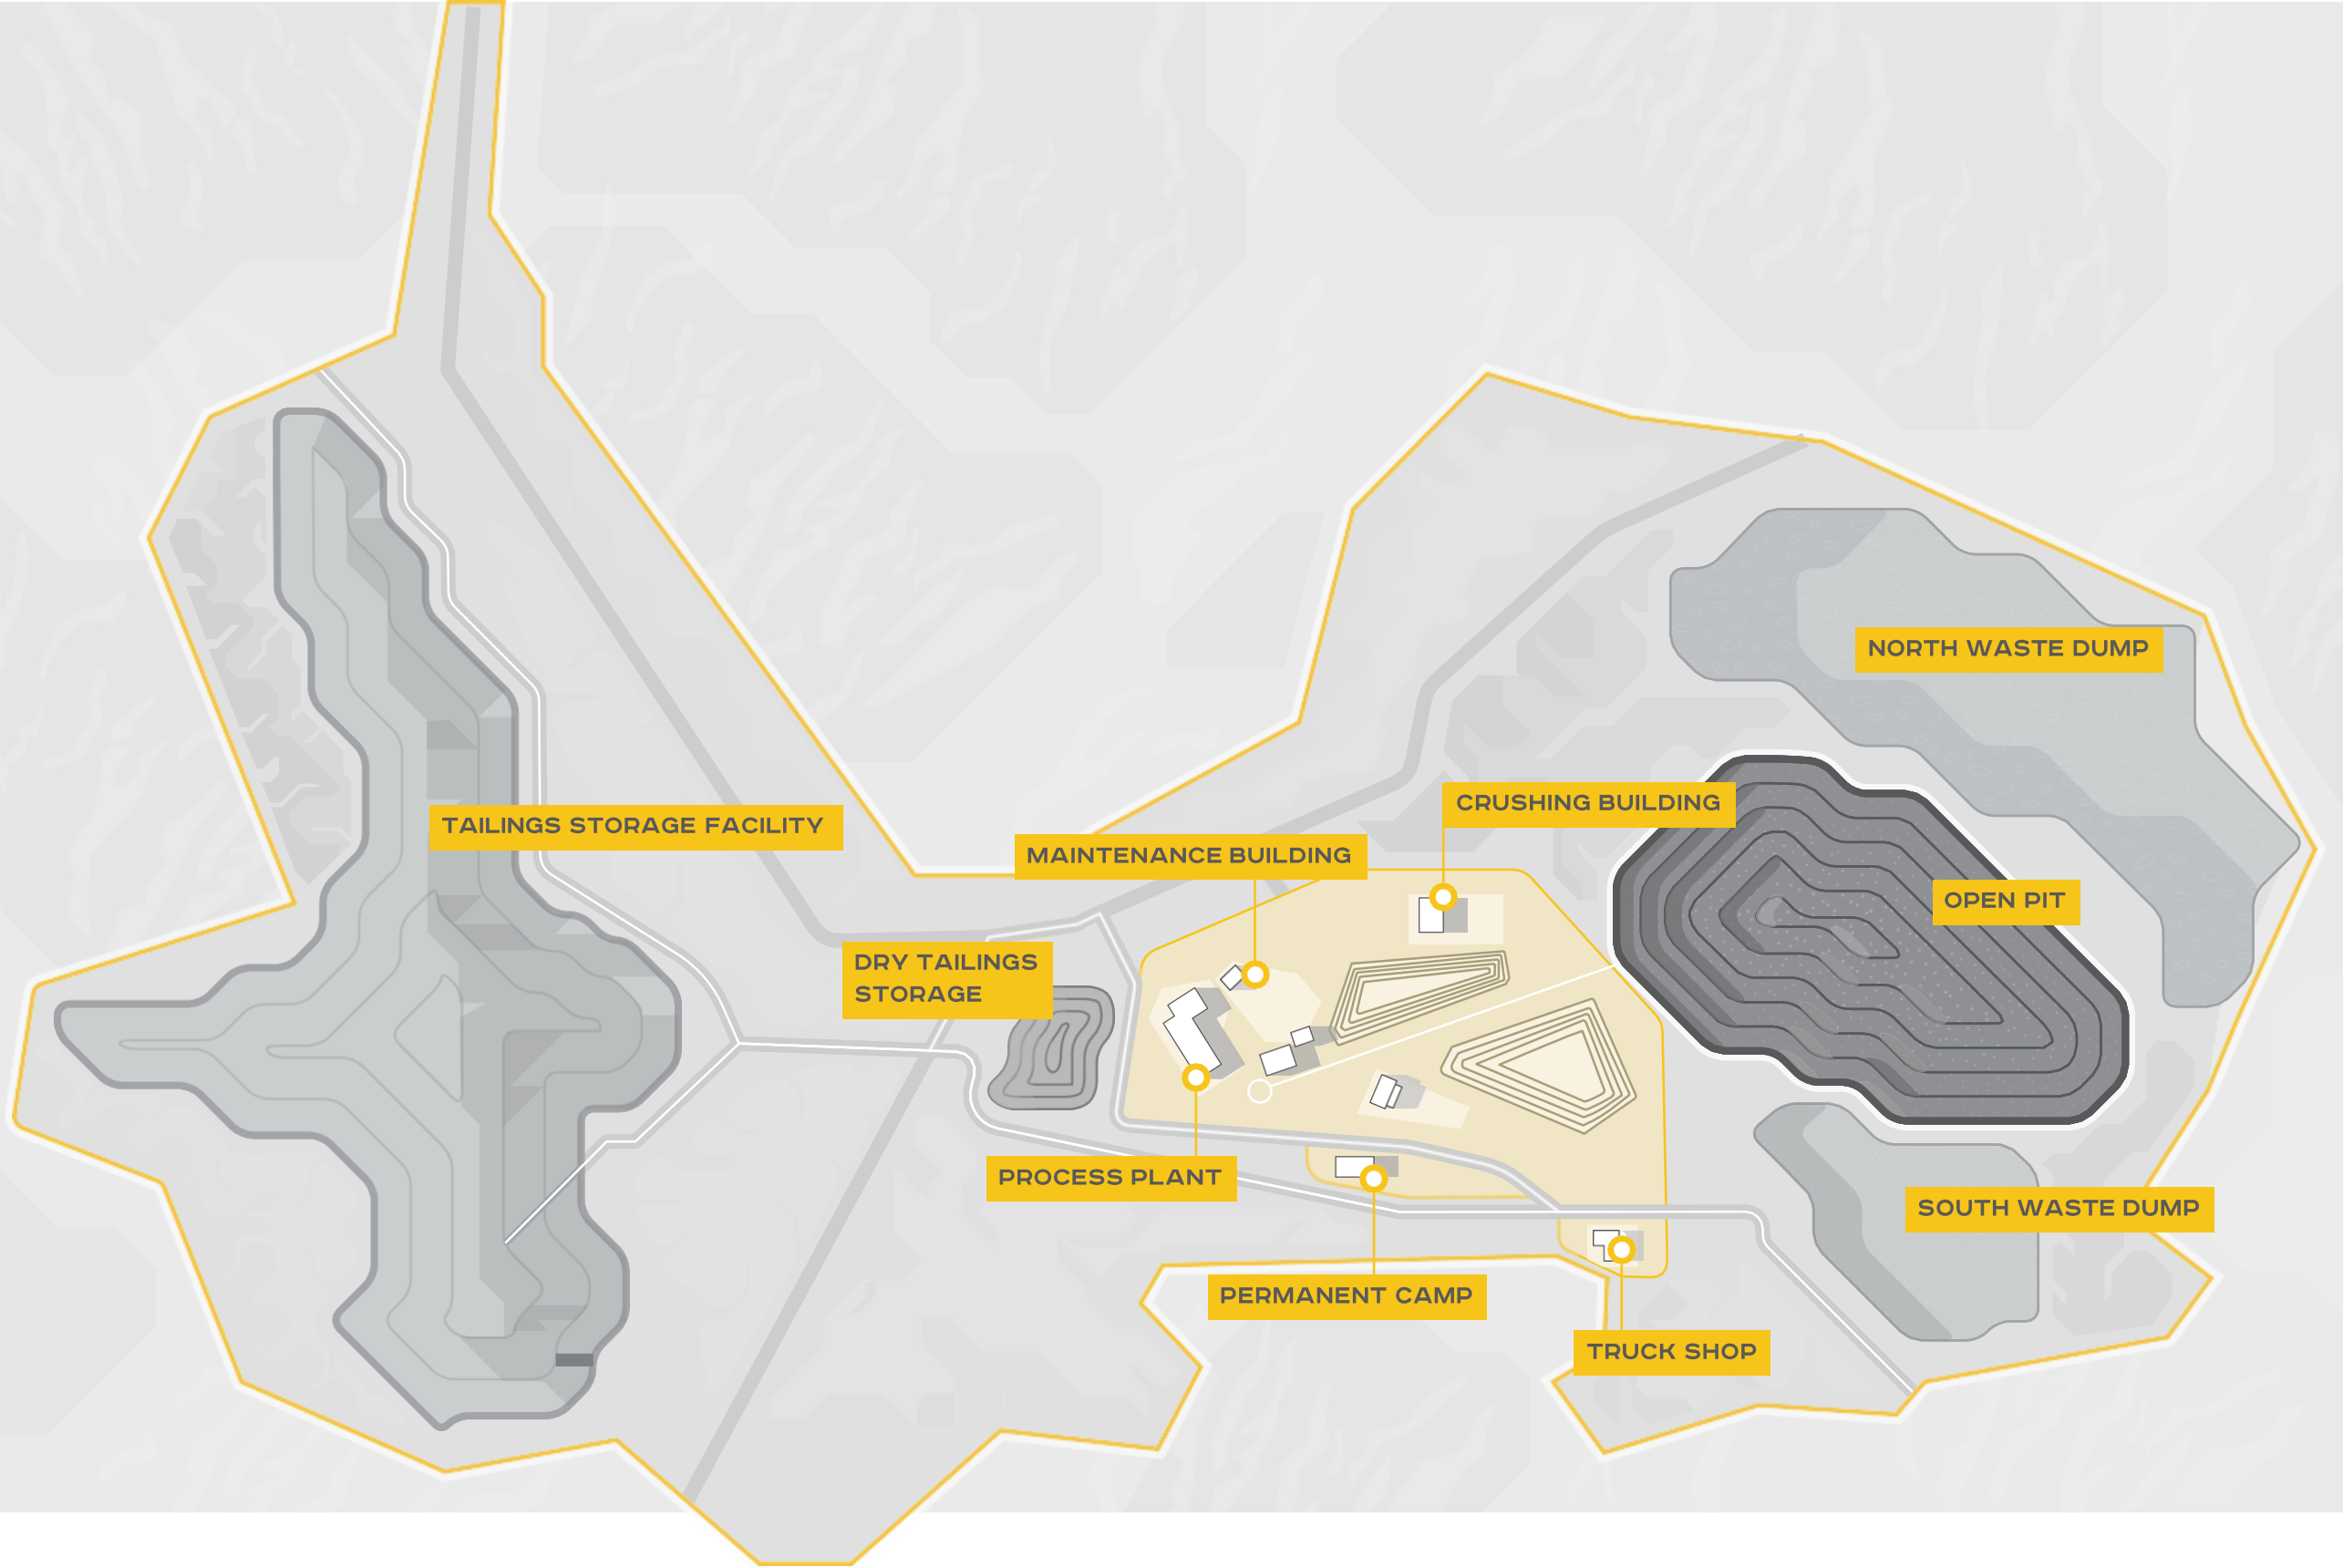 NORTH WASTE DUMP
CRUSHING BUILDING
TAILINGS STORAGE FACILITY
MAINTENANCE BUILDING
OPEN PIT
DRY TAILINGS
STORAGE
PROCESS PLANT
SOUTH WASTE DUMP
PERMANENT CAMP
TRUCK SHOP